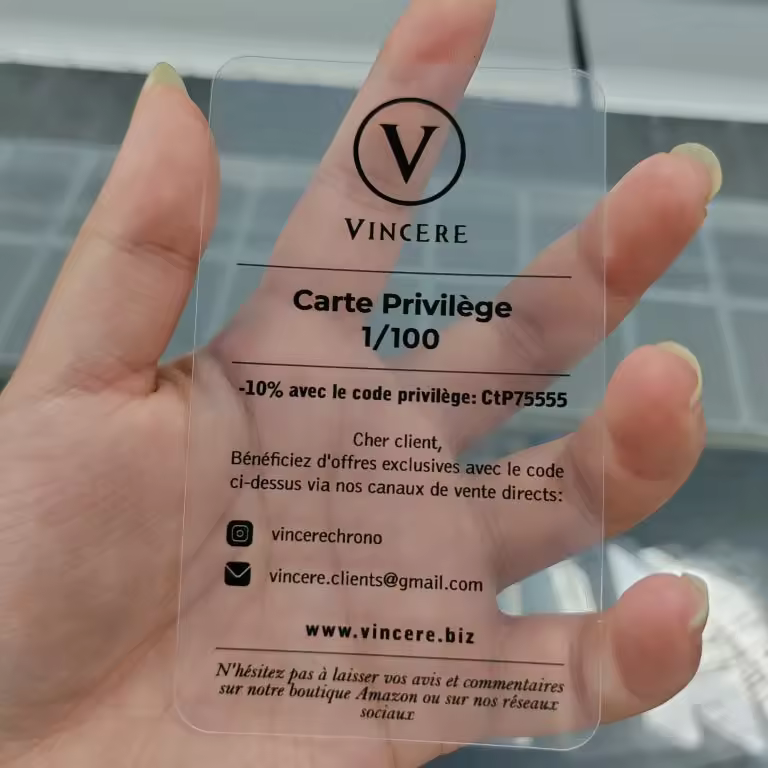 V
VINCERE
Carte Privilège
1/100
-10% avec le code privilège: CtP75555
Cher client,
Bénéficiez d'offres exclusives avec le code
ci-dessus via nos canaux de vente directs:
vincerechrono
vincere.clients@gmail.com
www.vincere.biz
N'hésitez pas à laisser vos avis et commentaires
sur notre boutique Amazon ou sur nos réseaux
sociaux